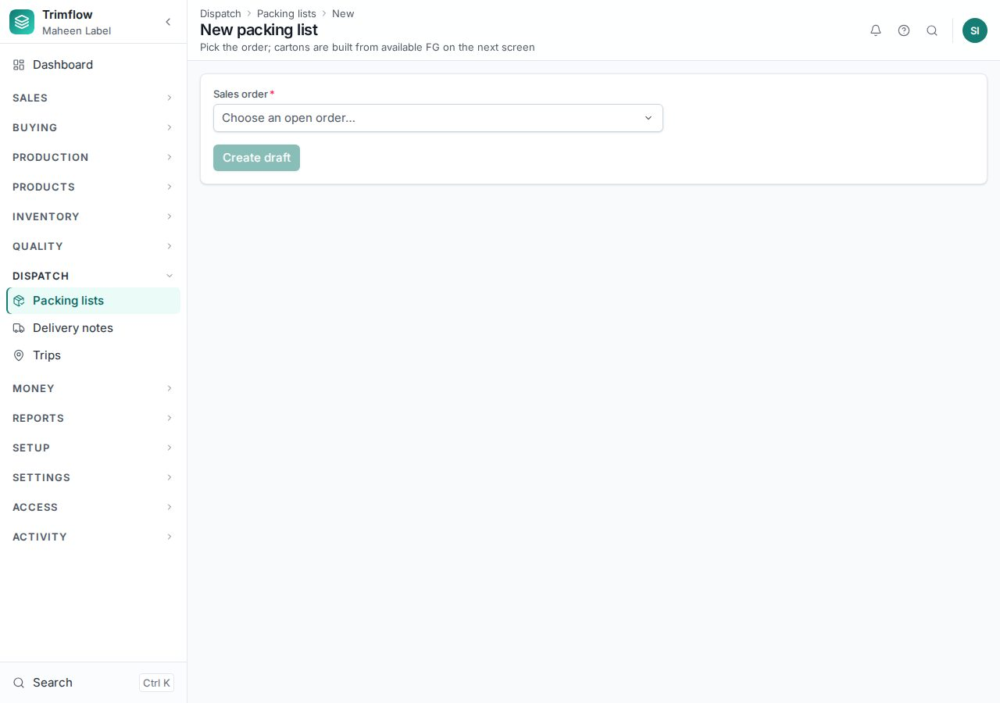 Trimflow
Maheen Label
Dashboard
SALES
BUYING
PRODUCTION
PRODUCTS
INVENTORY
QUALITY
DISPATCH
Packing lists
Delivery notes
Trips
MONEY
REPORTS
SETUP
SETTINGS
ACCESS
ACTIVITY
Search Ctrl K
Dispatch Packing lists New
New packing list
Pick the order; cartons are built from available FG on the next screen
SI
Sales order*
Choose an open order...
Create draft